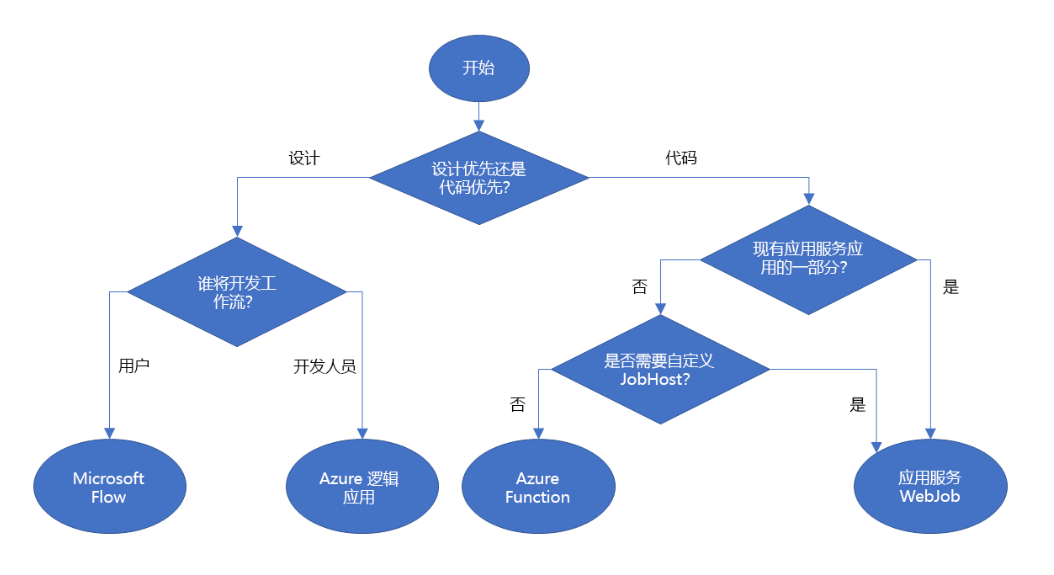 开始
设计
设计优先还是
代码优先？
代码
谁将开发工
作流？
现有应用服务应
用的一部分？
否
是
用户
开发人员
是否需要自定义
JobHost？
否
是
Microsoft
Flow
Azure 逻辑
应用
Azure
Function
应用服务
WebJob